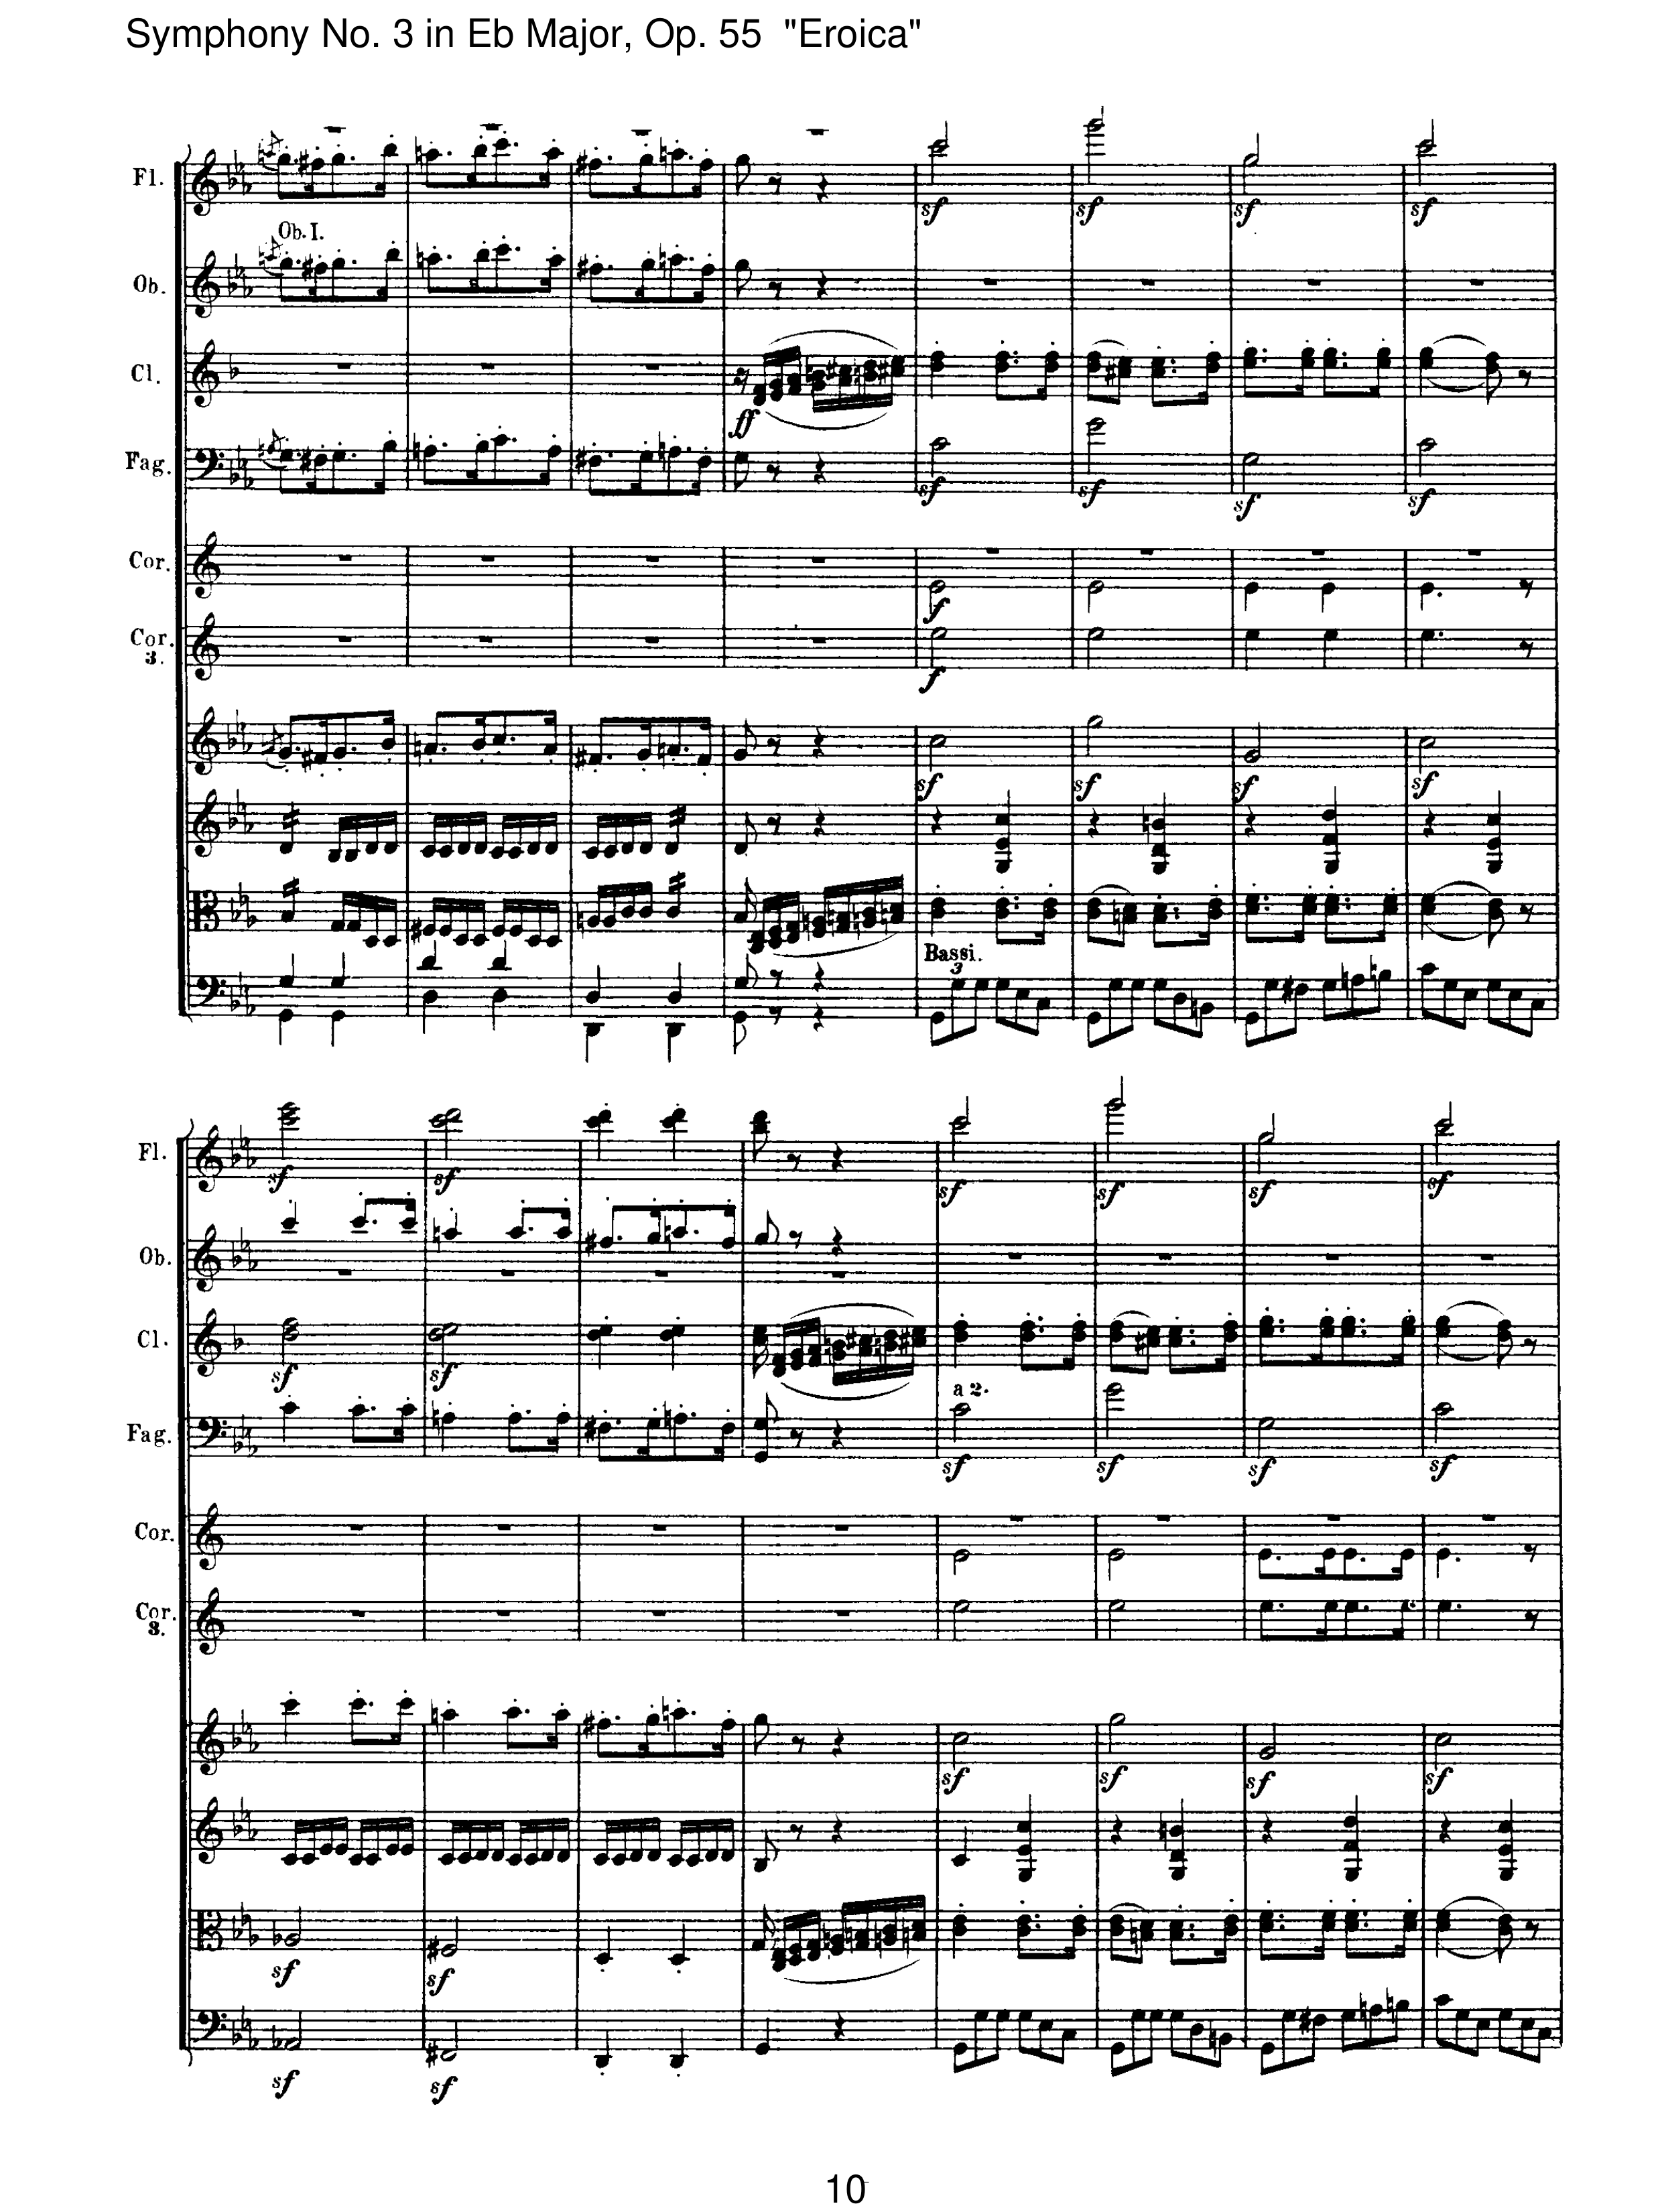 Symphony No. 3 in Eb Major, Op. 55 "Eroica"
Fl.
sf sf sf sf
Ob. I.
Ob.
Cl.
ff
Fag.
sf sf sf sf
Cor.
f
Cor.
3.
f
sf sf sf sf
Bassi.
3
Fl.
sf sf sf sf sf sf
Ob.
Cl.
sf sf
a 2.
Fag.
sf sf sf sf
Cor.
Cor.
3.
sf sf sf sf
sf sf
sf sf
10